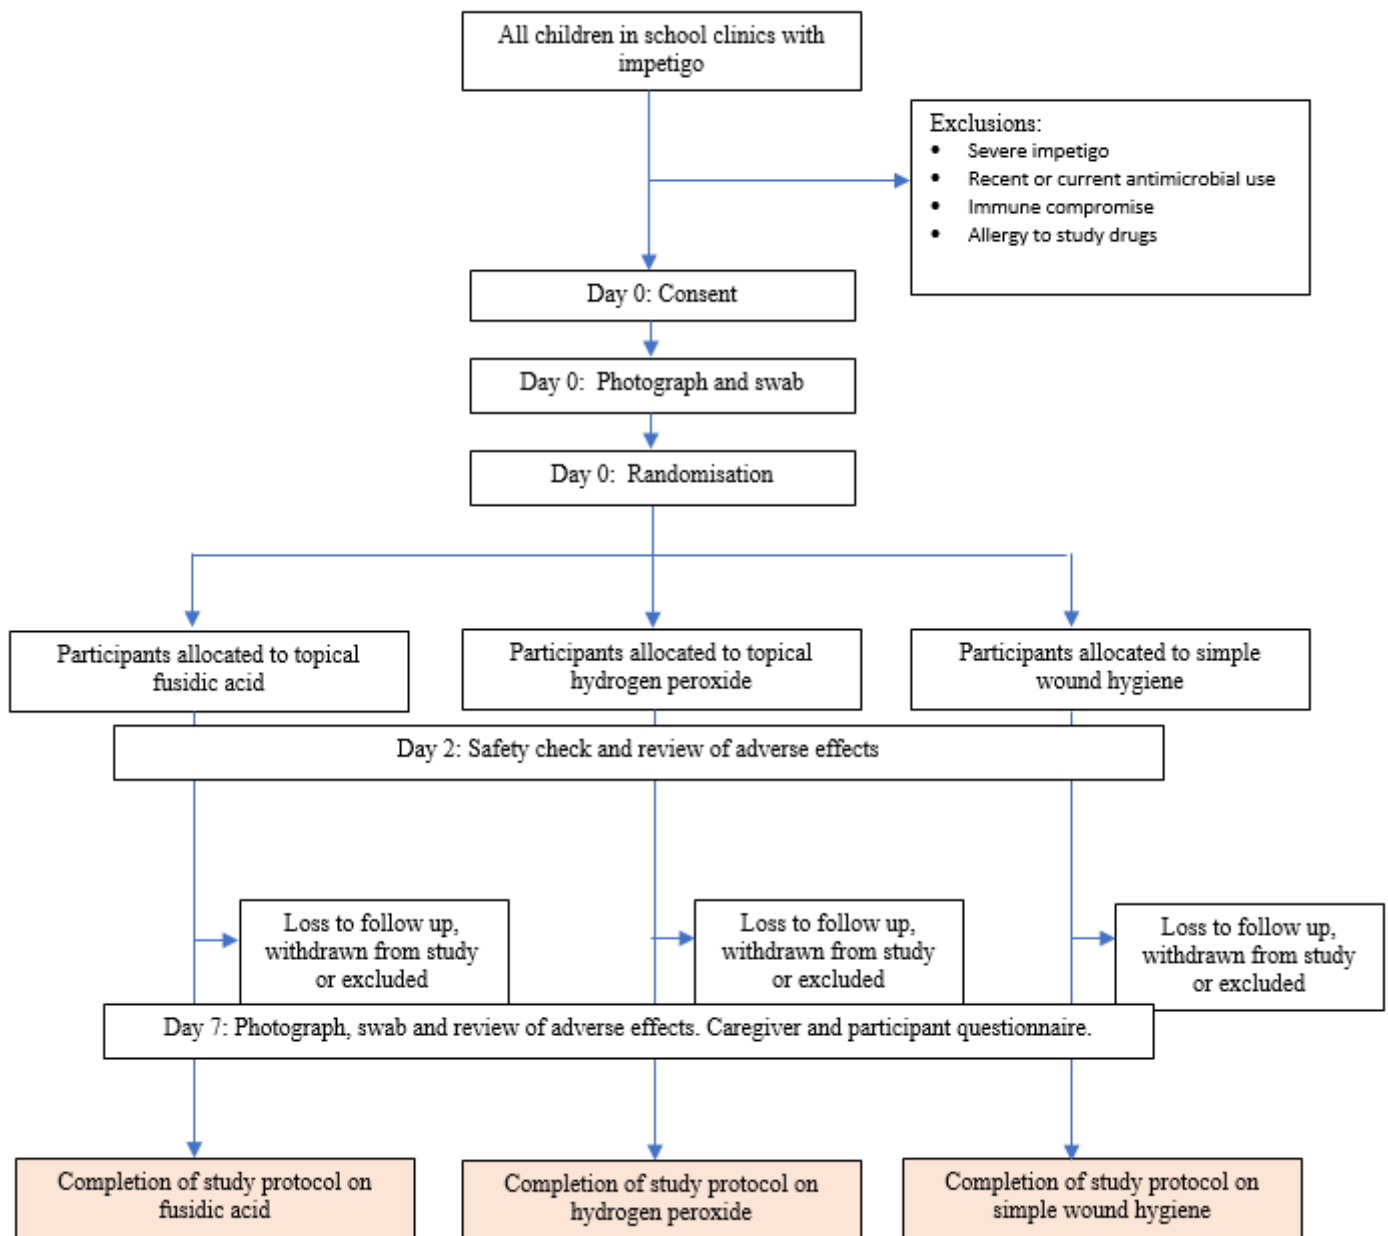 All children in school clinics with
impetigo
Exclusions:
• Severe impetigo
• Recent or current antimicrobial use
• Immune compromise
• Allergy to study drugs
Day 0: Consent
Day 0: Photograph and swab
Day 0: Randomisation
Participants allocated to topical
fusidic acid
Participants allocated to topical
hydrogen peroxide
Participants allocated to simple
wound hygiene
Day 2: Safety check and review of adverse effects
Loss to follow up,
withdrawn from study
or excluded
Loss to follow up,
withdrawn from study
or excluded
Loss to follow up,
withdrawn from study
or excluded
Day 7: Photograph, swab and review of adverse effects. Caregiver and participant questionnaire.
Completion of study protocol on
fusidic acid
Completion of study protocol on
hydrogen peroxide
Completion of study protocol on
simple wound hygiene